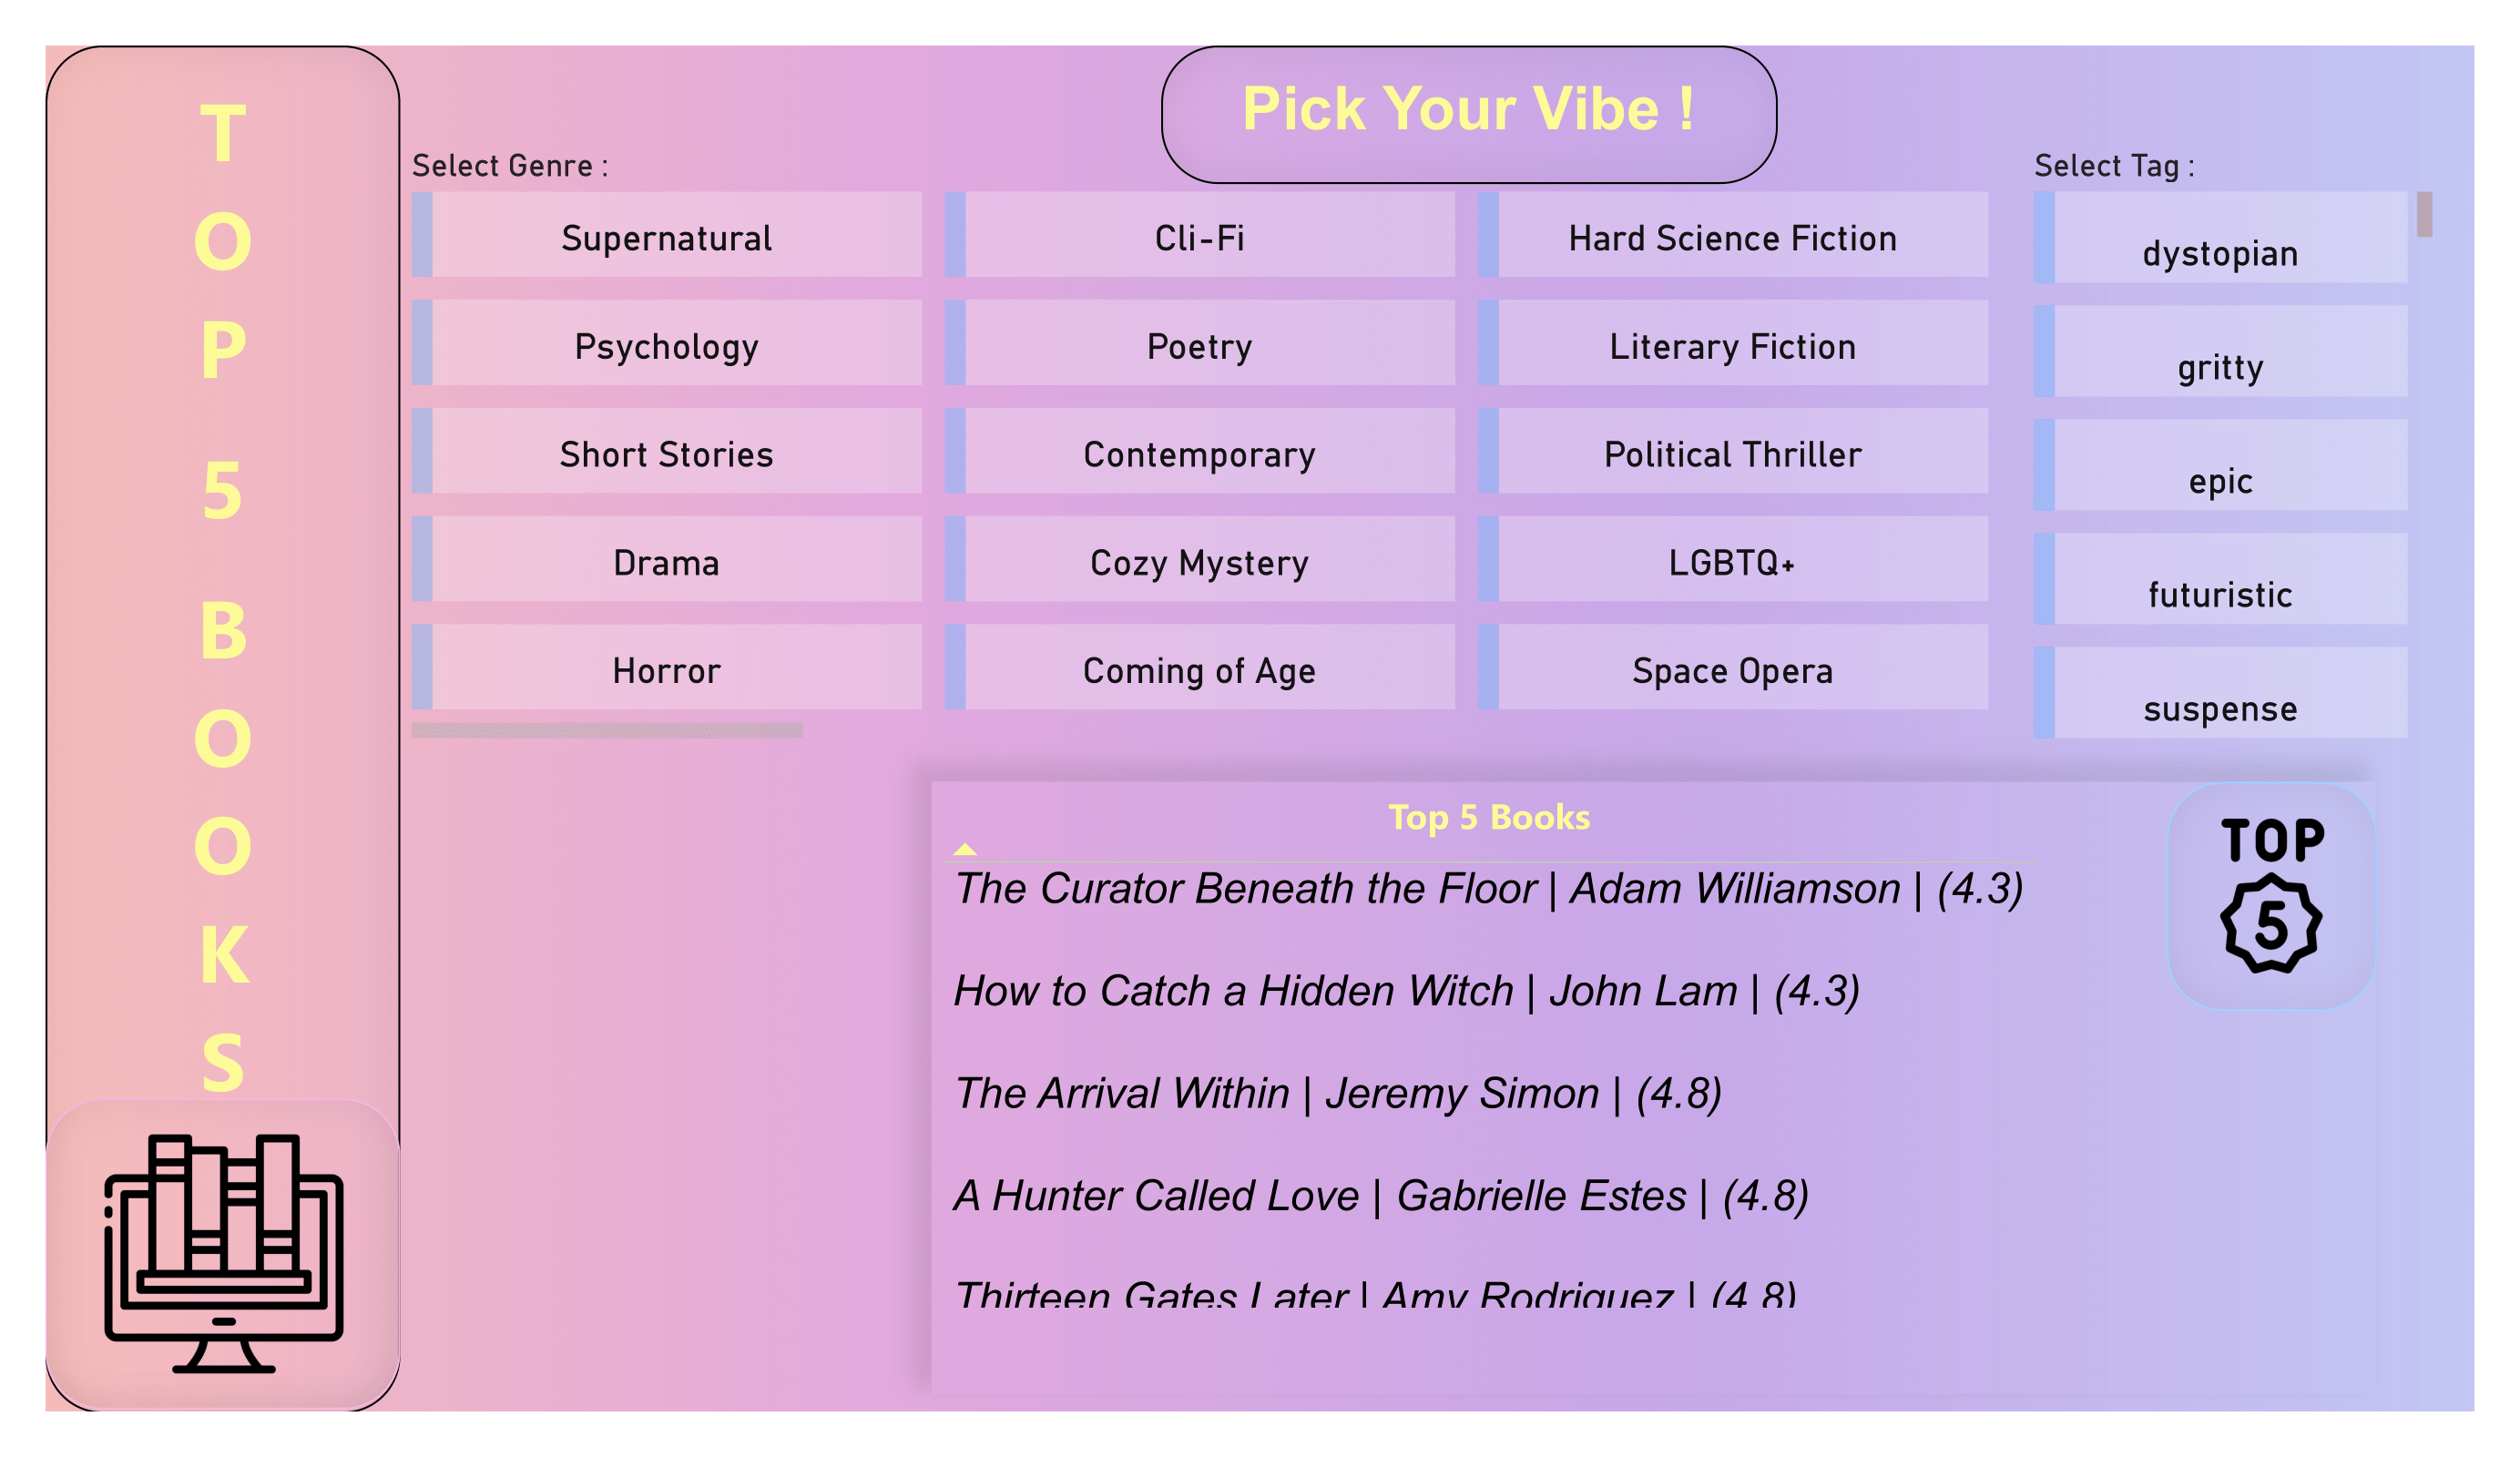 TOP 5 BOOKS
Pick Your Vibe !
Select Genre :
Supernatural
Cli-Fi
Hard Science Fiction
Psychology
Poetry
Literary Fiction
Short Stories
Contemporary
Political Thriller
Drama
Cozy Mystery
LGBTQ+
Horror
Coming of Age
Space Opera
Select Tag :
dystopian
gritty
epic
futuristic
suspense
Top 5 Books
The Curator Beneath the Floor | Adam Williamson | (4.3)
How to Catch a Hidden Witch | John Lam | (4.3)
The Arrival Within | Jeremy Simon | (4.8)
A Hunter Called Love | Gabrielle Estes | (4.8)
Thirteen Gates Later | Amy Rodriguez | (4.8)
TOP
5